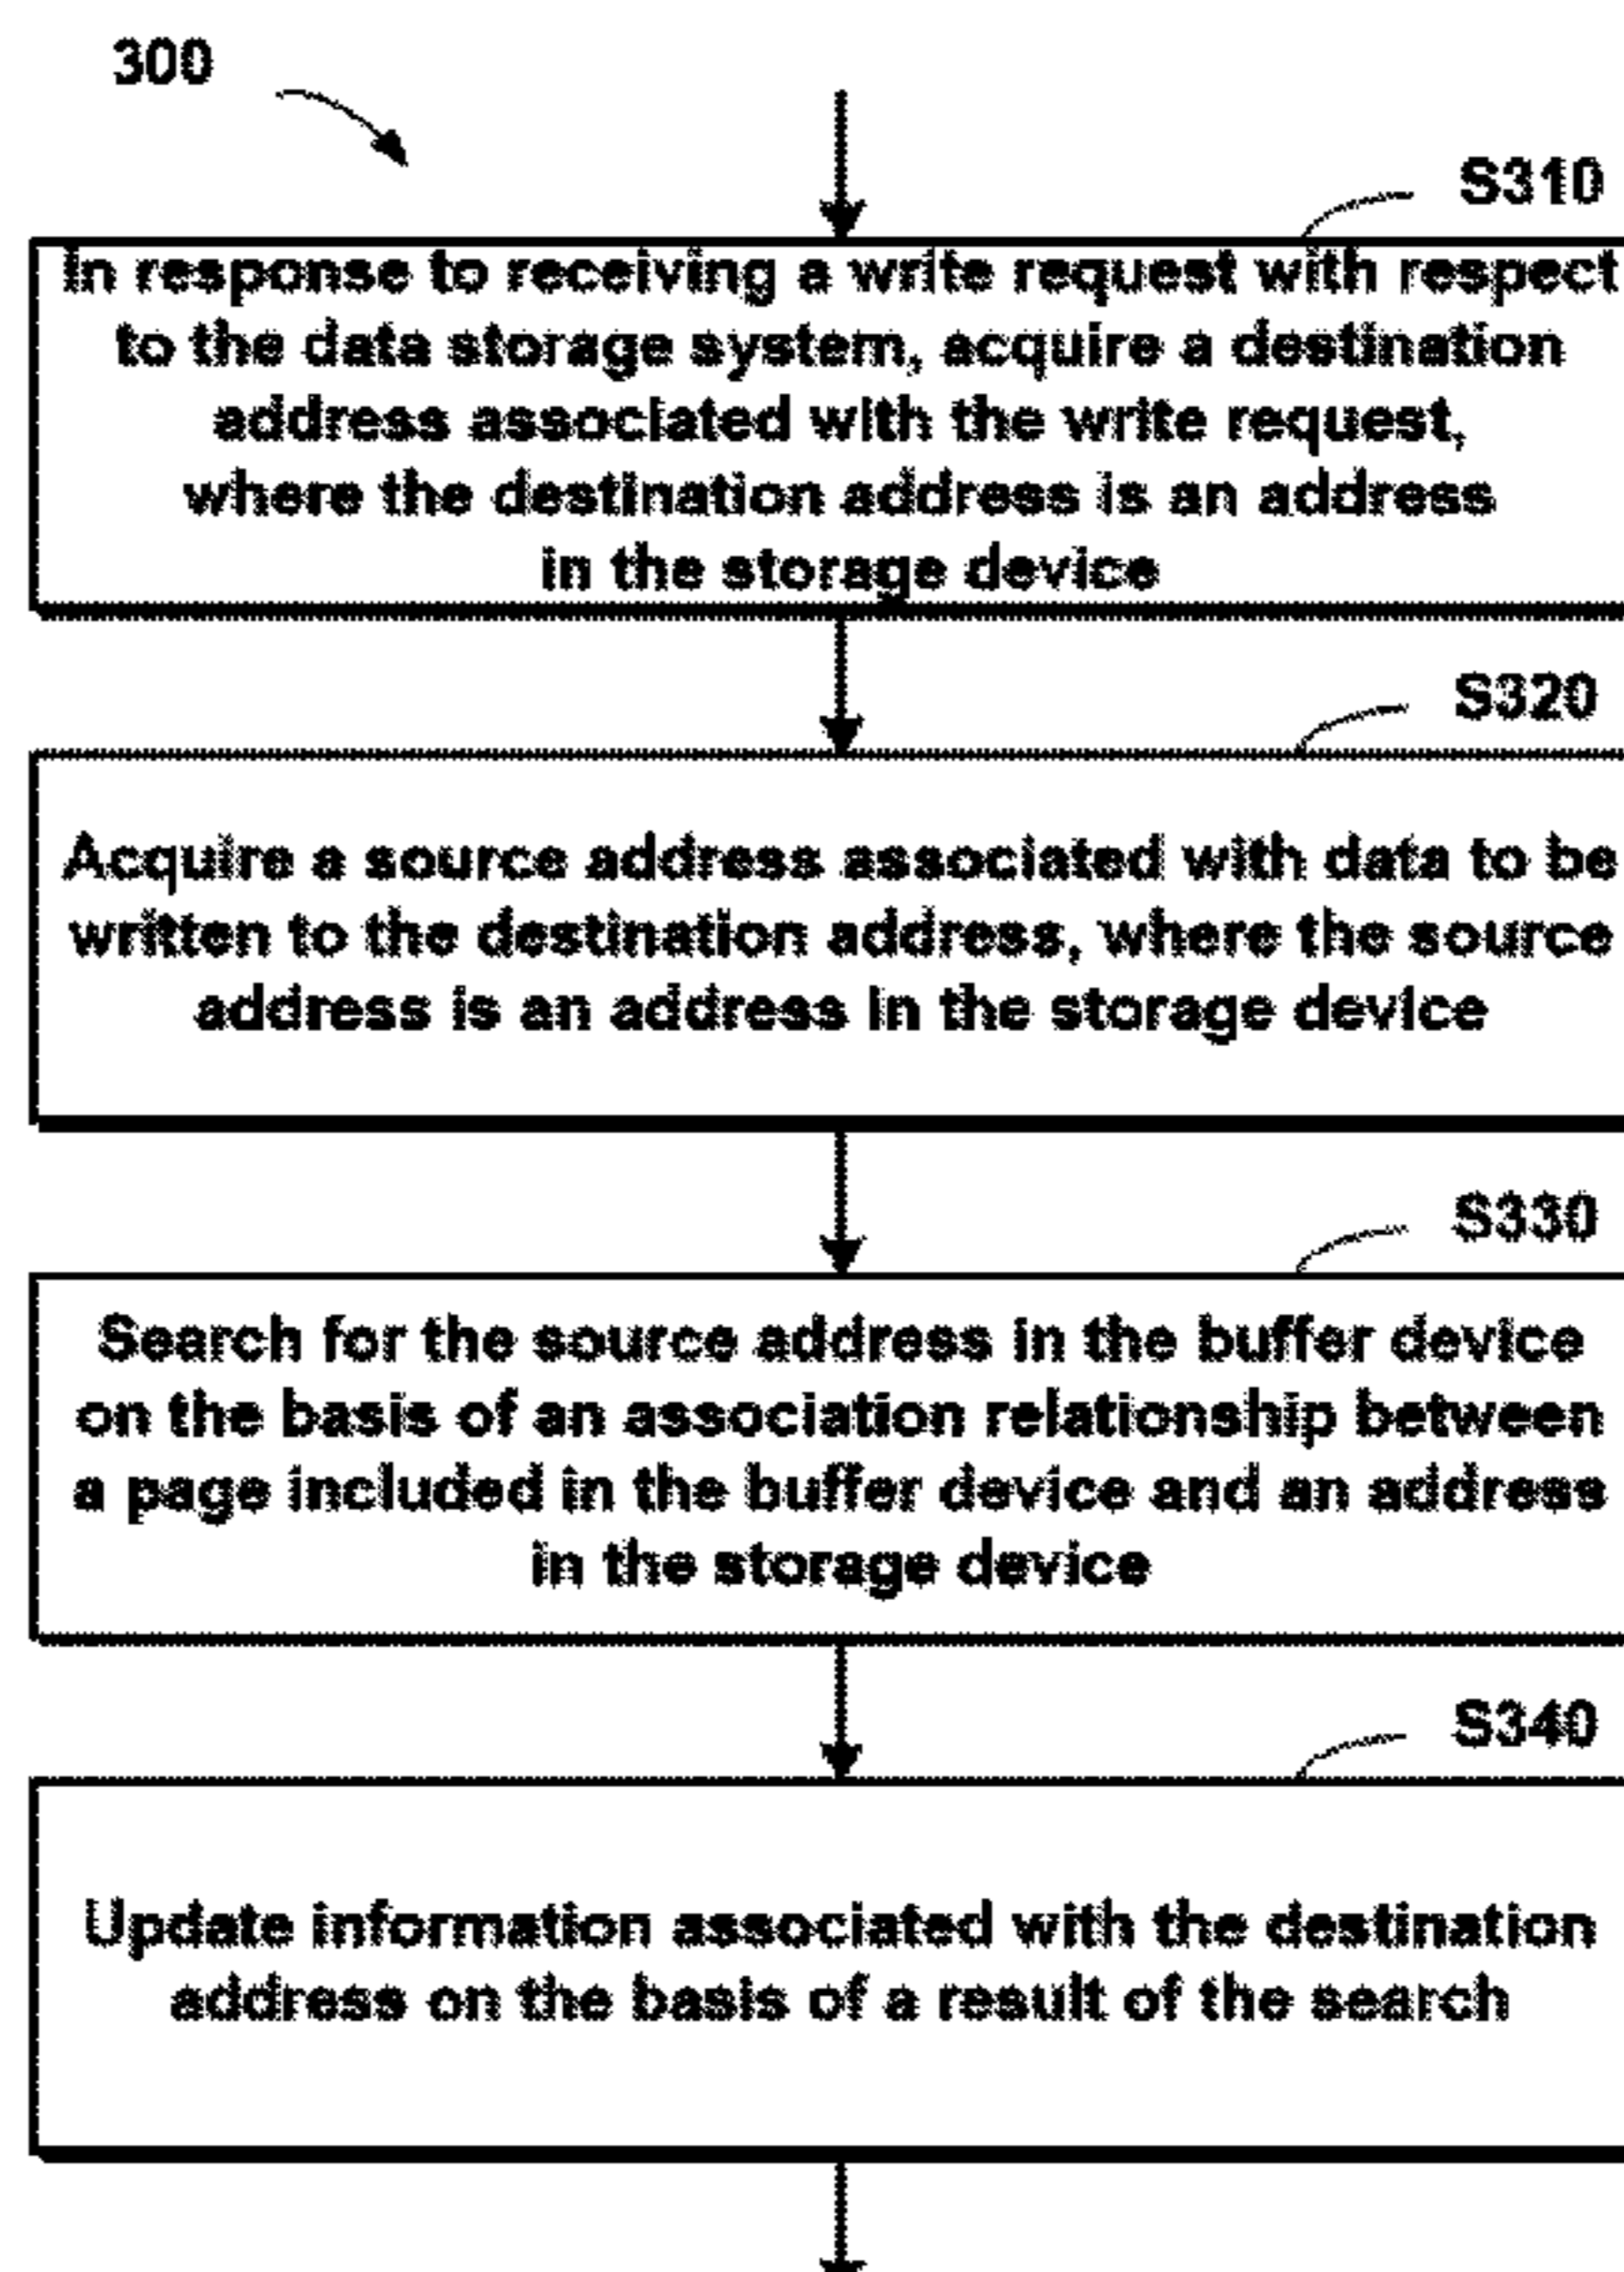 300
S310
In response to receiving a write request with respect
to the data storage system, acquire a destination
address associated with the write request,
where the destination address is an address
in the storage device
S320
Acquire a source address associated with data to be
written to the destination address, where the source
address is an address in the storage device
S330
Search for the source address in the buffer device
on the basis of an association relationship between
a page included in the buffer device and an address
in the storage device
S340
Update information associated with the destination
address on the basis of a result of the search